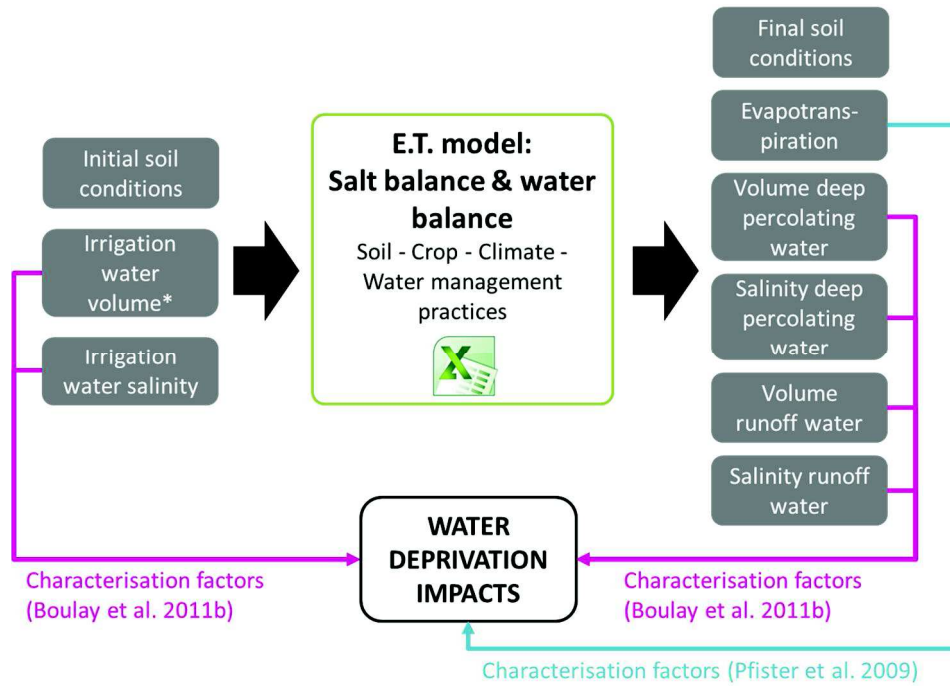 Initial soil
conditions
Irrigation
water
volume*
Irrigation
water salinity
E.T. model:
Salt balance & water
balance
Soil - Crop - Climate -
Water management
practices
X
Final soil
conditions
Evapotrans-
piration
Volume deep
percolating
water
Salinity deep
percolating
water
Volume
runoff water
Salinity runoff
water
WATER
DEPRIVATION
IMPACTS
Characterisation factors
(Boulay et al. 2011b)
Characterisation factors
(Boulay et al. 2011b)
Characterisation factors (Pfister et al. 2009)